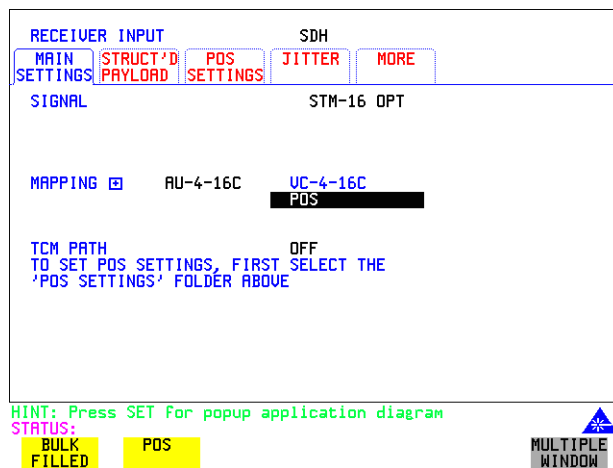 RECEIVER INPUT SDH
MAIN SETTINGS STRUCT'D PAYLOAD POS SETTINGS JITTER MORE
SIGNAL STM-16 OPT
MAPPING + AU-4-16C VC-4-16C
POS
TCM PATH OFF
TO SET POS SETTINGS, FIRST SELECT THE
'POS SETTINGS' FOLDER ABOVE
HINT: Press SET For popup application diagram
STATUS:
BULK FILLED POS MULTIPLE WINDOW